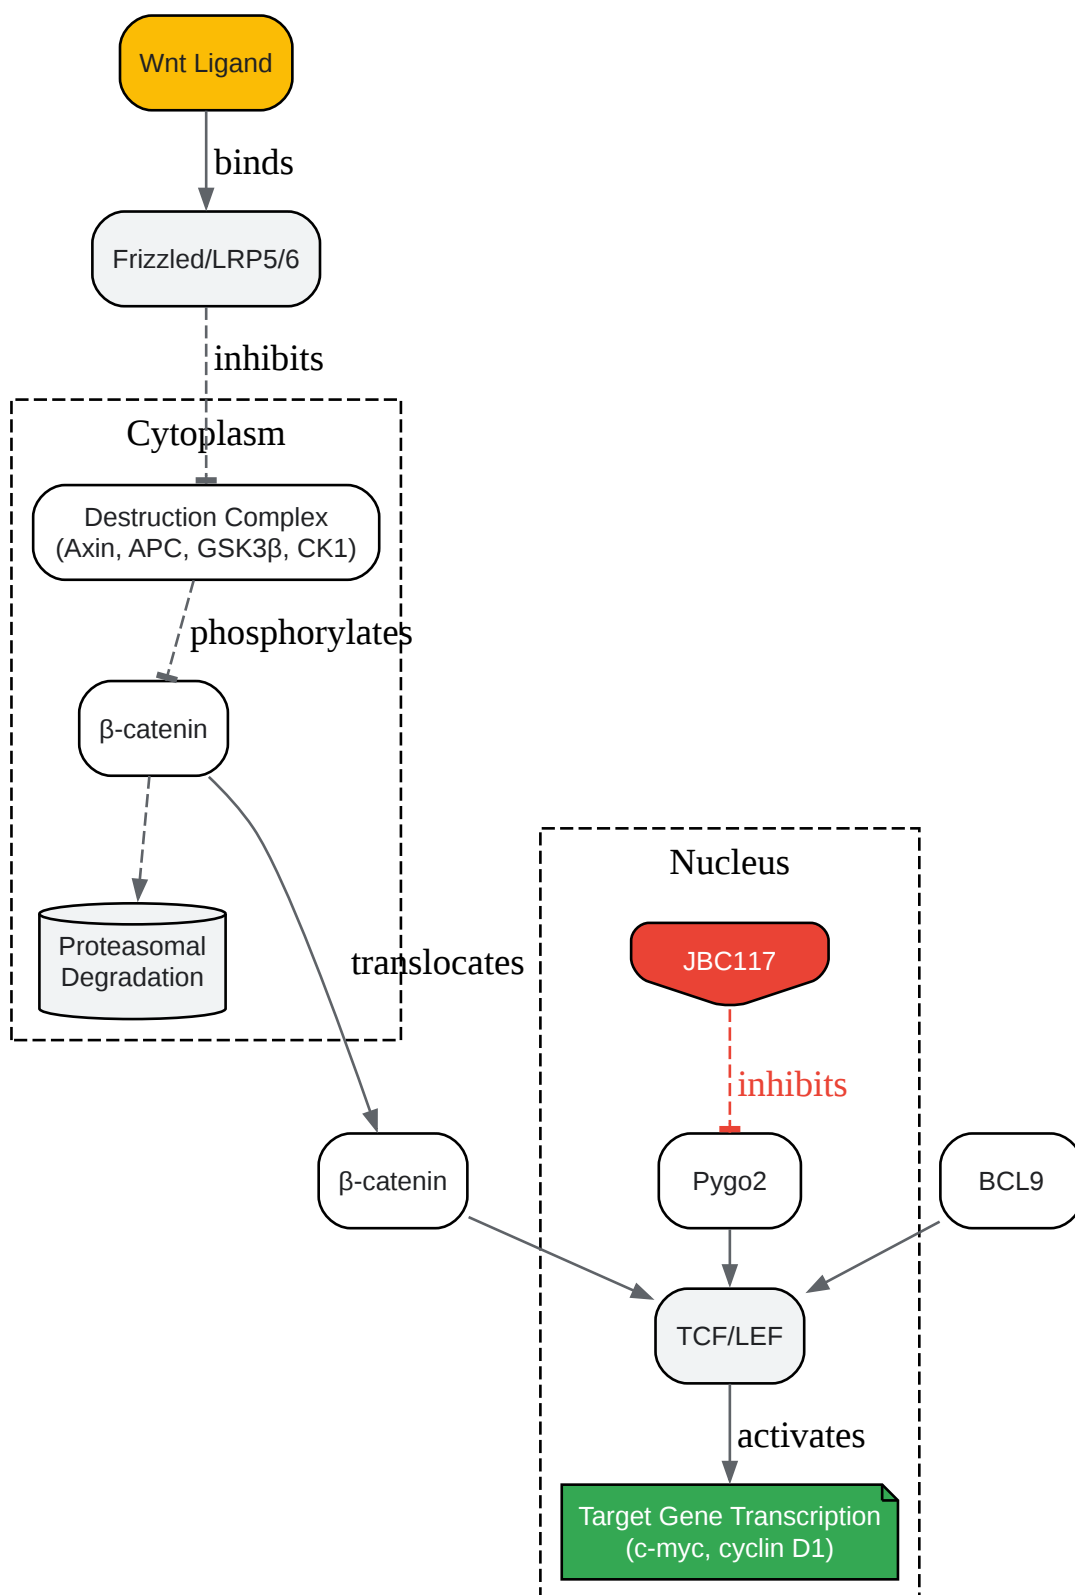 Wnt Ligand
binds
Frizzled/LRP5/6
inhibits
Cytoplasm
Destruction Complex
(Axin, APC, GSK3β, CK1)
phosphorylates
β-catenin
Proteasomal
Degradation
translocates
Nucleus
JBC117
inhibits
β-catenin
Pygo2
BCL9
TCF/LEF
activates
Target Gene Transcription
(c-myc, cyclin D1)